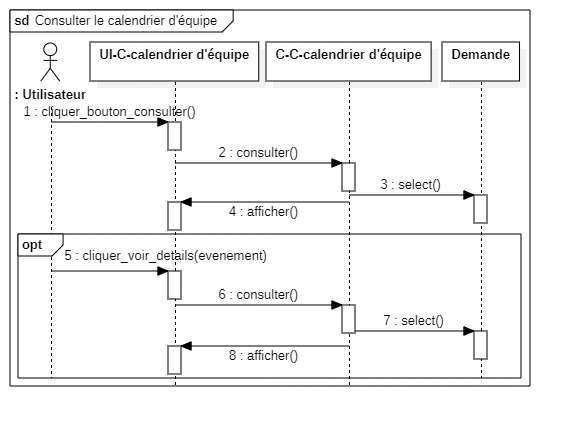 sd Consulter le calendrier d'équipe
UI-C-calendrier d'équipe
C-C-calendrier d'équipe
Demande
: Utilisateur
1 : cliquer_bouton_consulter()
2 : consulter()
3 : select()
4 : afficher()
opt
5 : cliquer_voir_details(evenement)
6 : consulter()
7 : select()
8 : afficher()